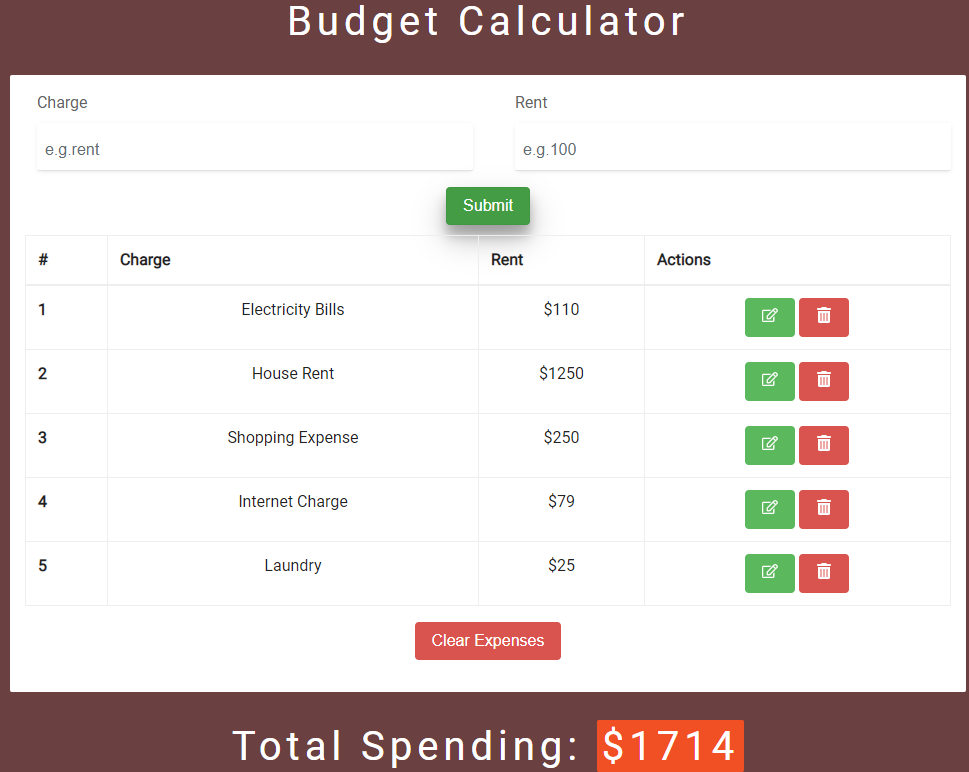 Budget Calculator
Charge Rent
e.g.rent e.g.100
Submit
# Charge Rent Actions
1 Electricity Bills $110
2 House Rent $1250
3 Shopping Expense $250
4 Internet Charge $79
5 Laundry $25
Clear Expenses
Total Spending: $1714